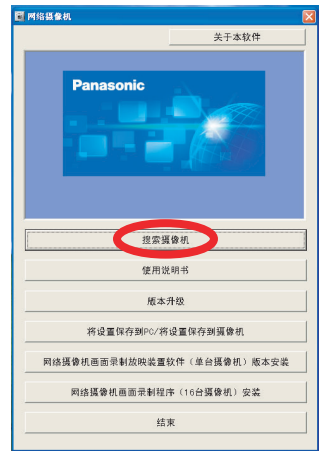 网络摄像机
关于本软件
Panasonic
搜索摄像机
使用说明书
版本升级
将设置保存到PC/将设置保存到摄像机
网络摄像机画面录制放映装置软件（单台摄像机）版本安装
网络摄像机画面录制程序（16台摄像机）安装
结束